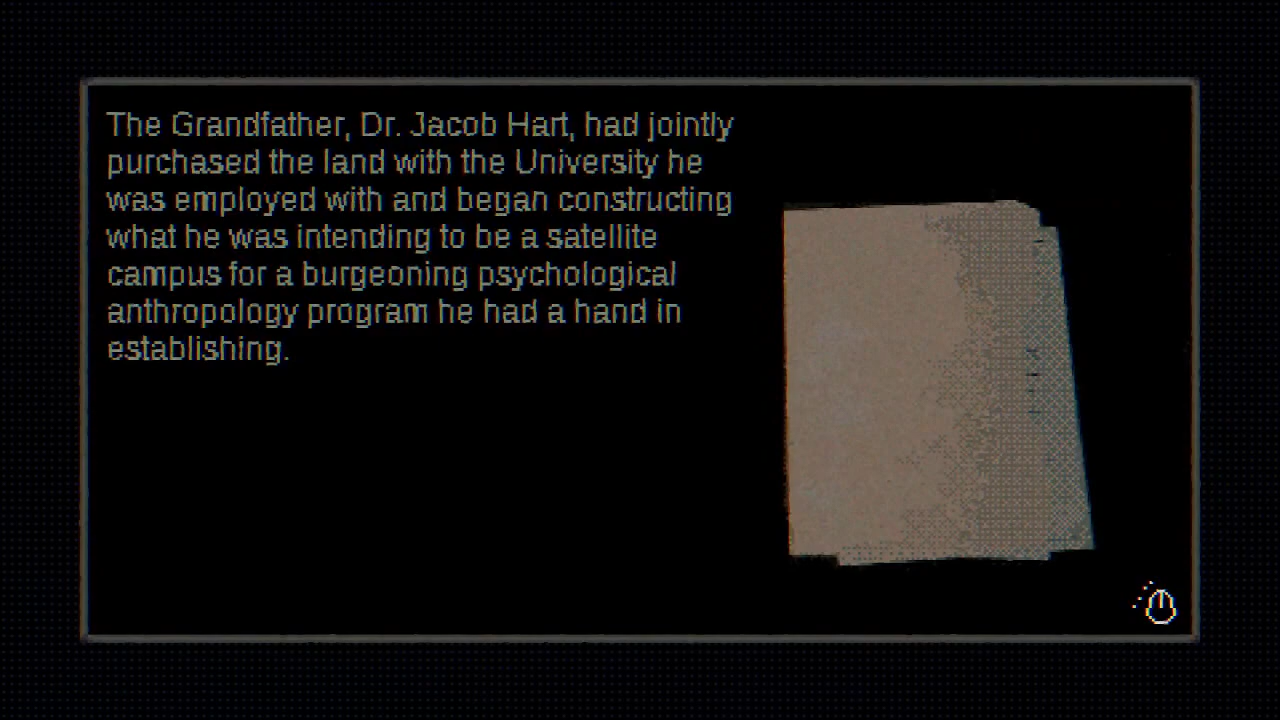 The Grandfather, Dr. Jacob Hart, had jointly
purchased the land with the University he
was employed with and began constructing
what he was intending to be a satellite
campus for a burgeoning psychological
anthropology program he had a hand in
establishing.